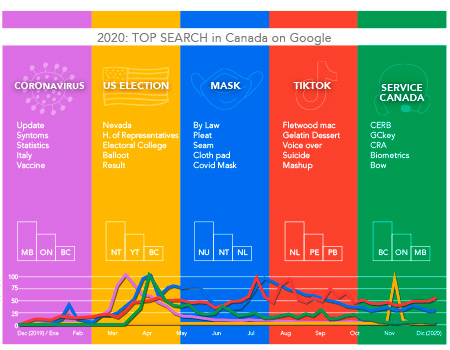 2020: TOP SEARCH in Canada on Google
CORONAVIRUS
US ELECTION
MASK
TIKTOK
SERVICE
CANADA
Update
Syntoms
Statistics
Italy
Vaccine
Nevada
H. of Representatives
Electoral College
Balloot
Result
By Law
Pleat
Seam
Cloth pad
Covid Mask
Fletwood mac
Gelatin Dessert
Voice over
Suicide
Mashup
CERB
GCkey
CRA
Biometrics
Bow
MB ON BC
NT YT BC
NU NT NL
NL PE PB
BC ON MB
100
75
50
25
0
Dec (2019) / Ene Feb Mar Apr May Jun Jul Aug Sep Oct Nov Dic (2020)